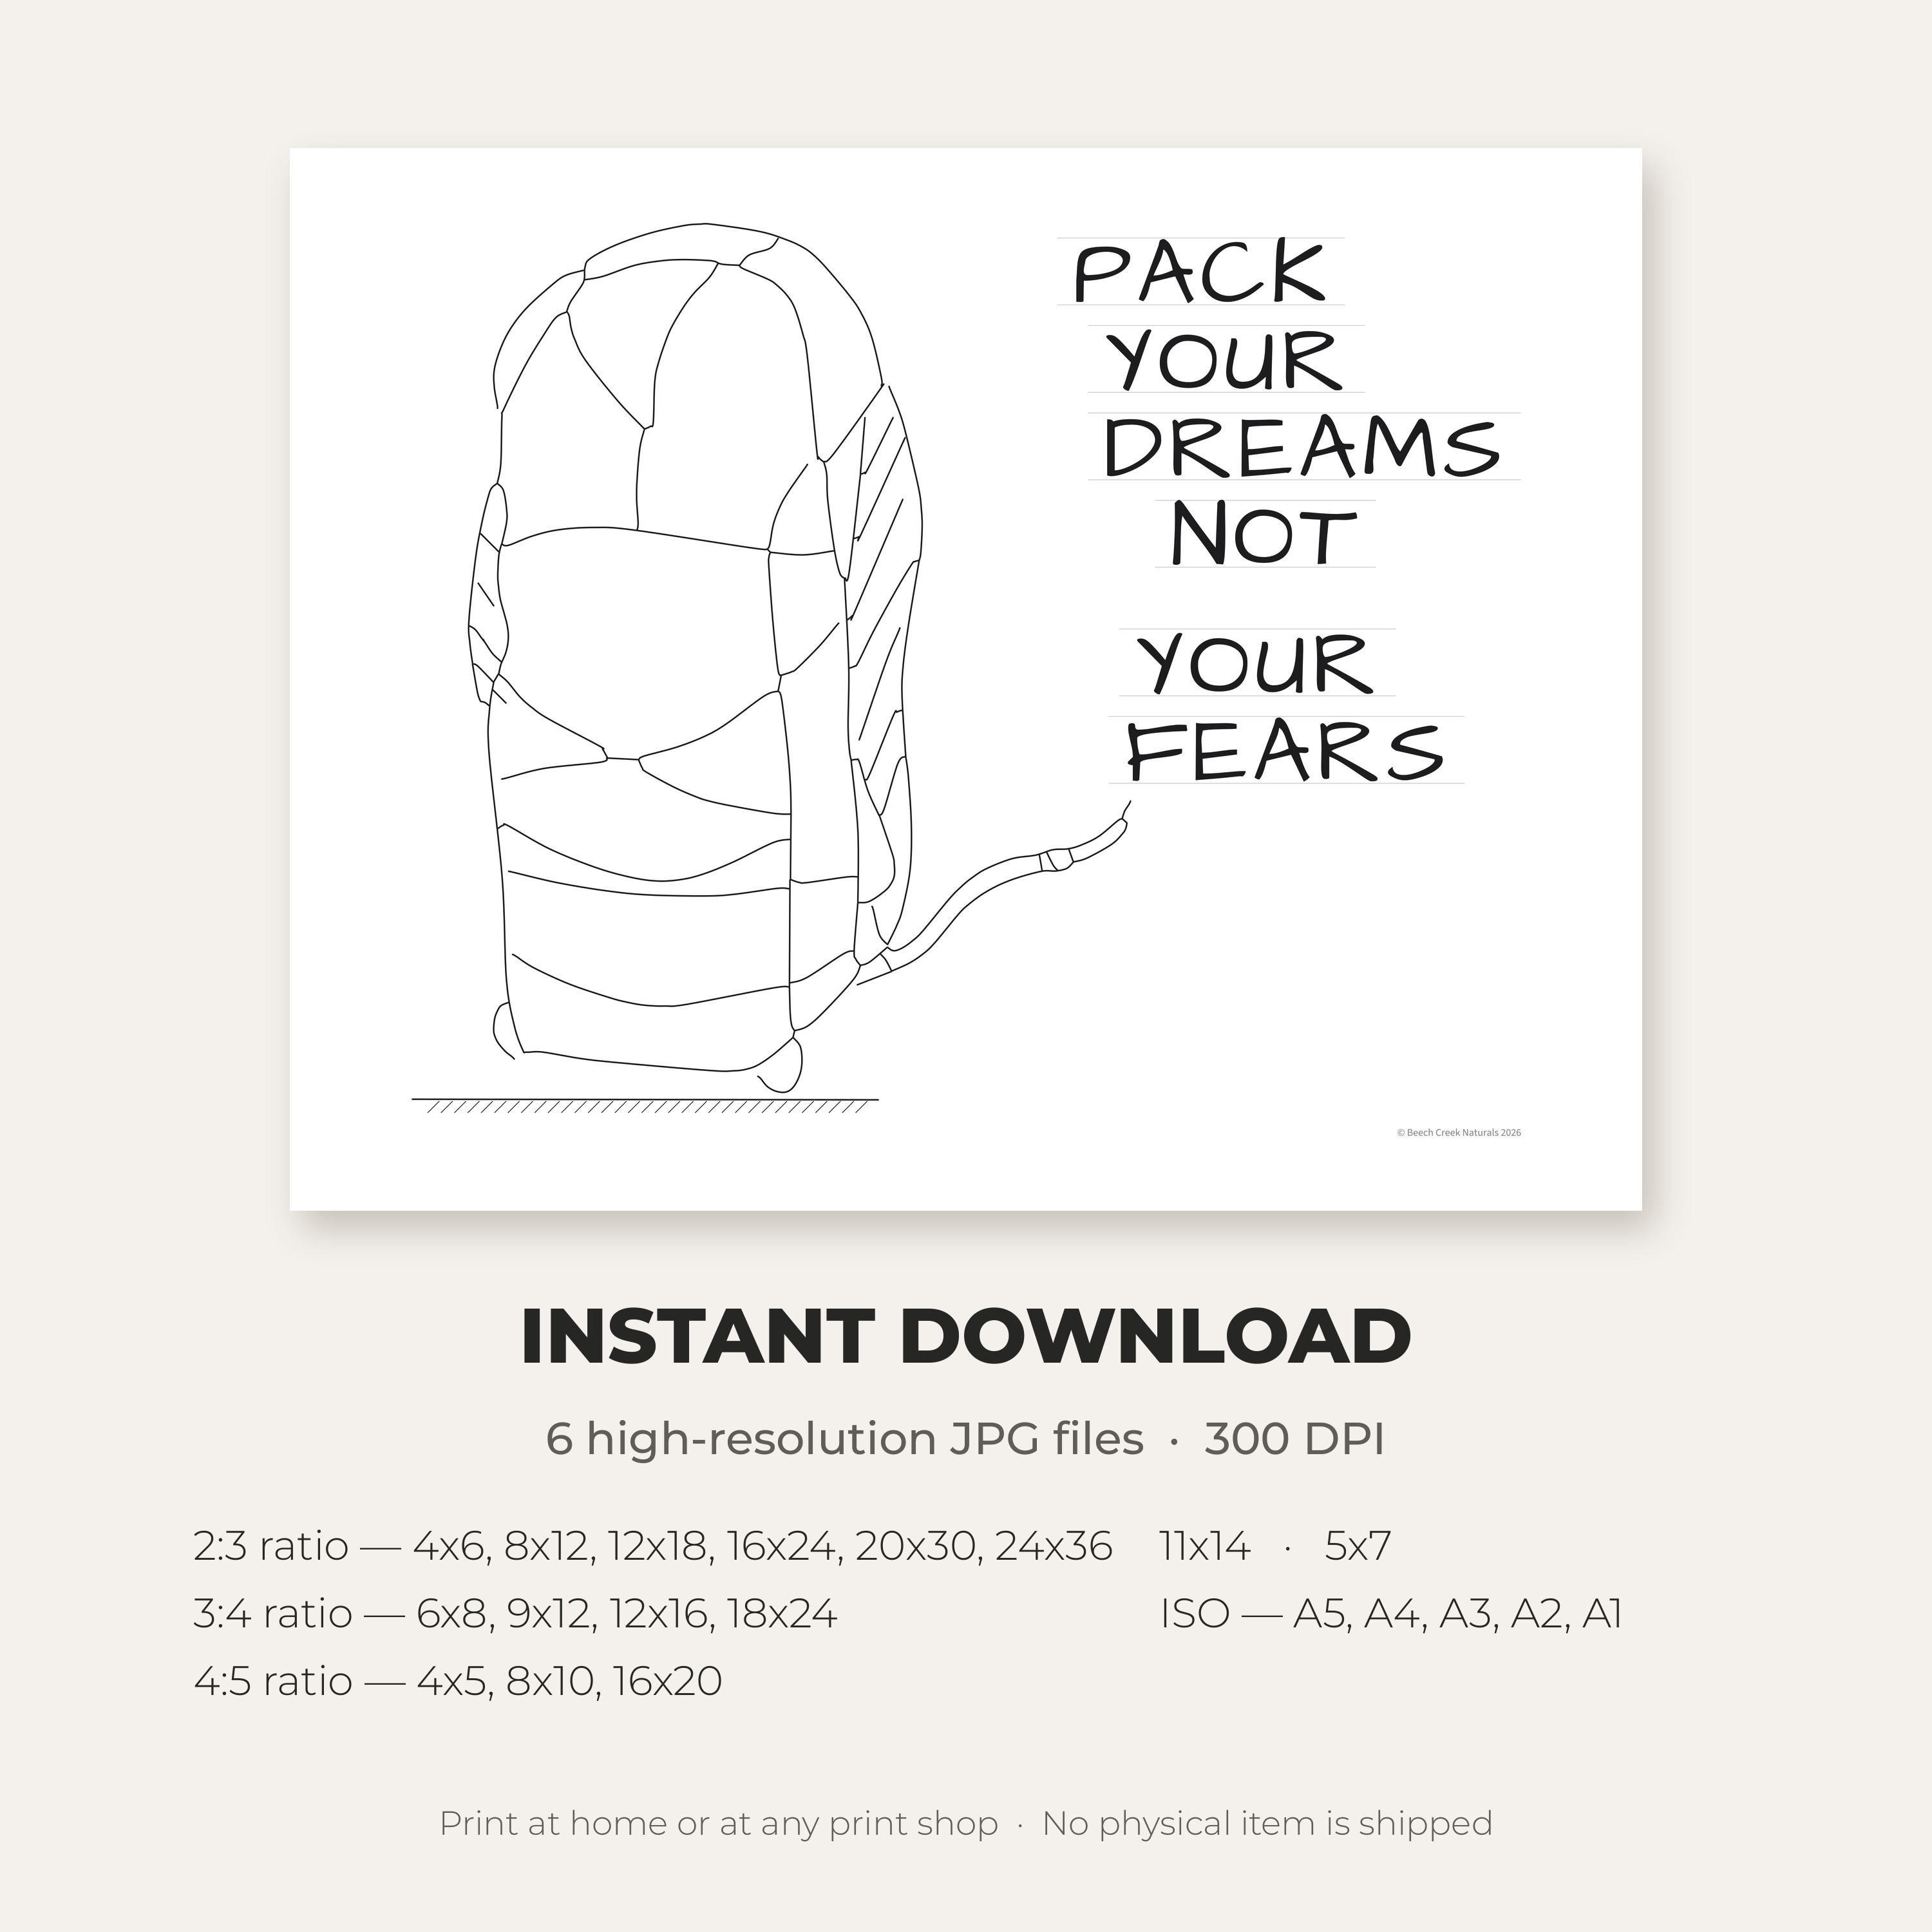 PACK
YOUR
DREAMS
NOT
YOUR
FEARS
© Beech Creek Naturals 2026
INSTANT DOWNLOAD
6 high-resolution JPG files · 300 DPI
2:3 ratio — 4x6, 8x12, 12x18, 16x24, 20x30, 24x36
3:4 ratio — 6x8, 9x12, 12x16, 18x24
4:5 ratio — 4x5, 8x10, 16x20
11x14 · 5x7
ISO — A5, A4, A3, A2, A1
Print at home or at any print shop · No physical item is shipped